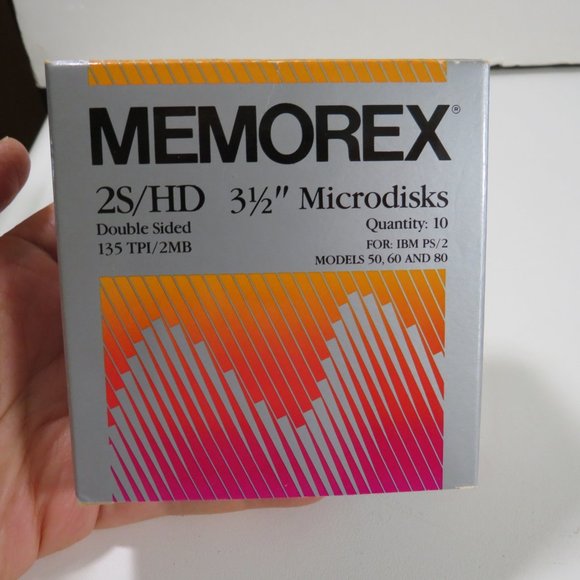 MEMOREX®
2S/HD 3½" Microdisks
Double Sided Quantity: 10
135 TPI/2MB FOR: IBM PS/2
MODELS 50, 60 AND 80